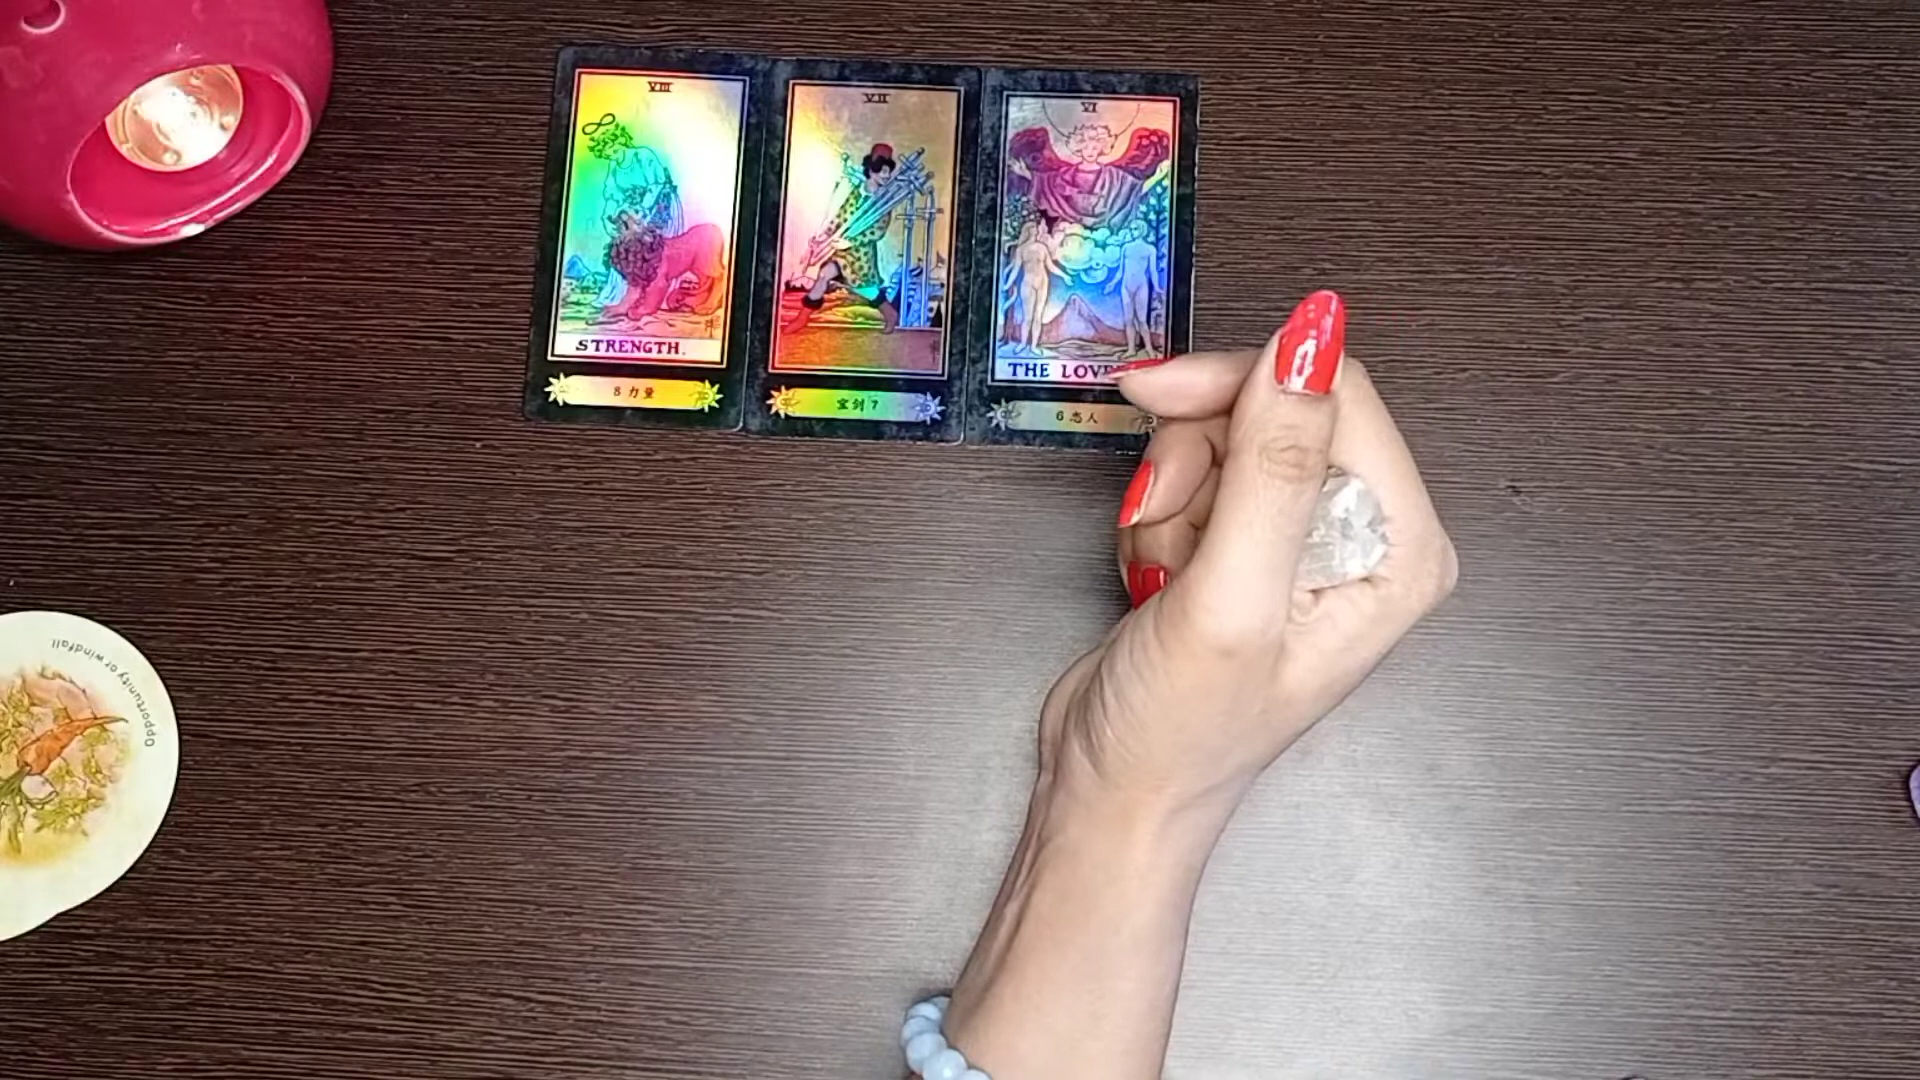 VIII
STRENGTH.
8 力量
VII
宝剑 7
VI
THE LOVE
6 恋人
Opportunity or windfall